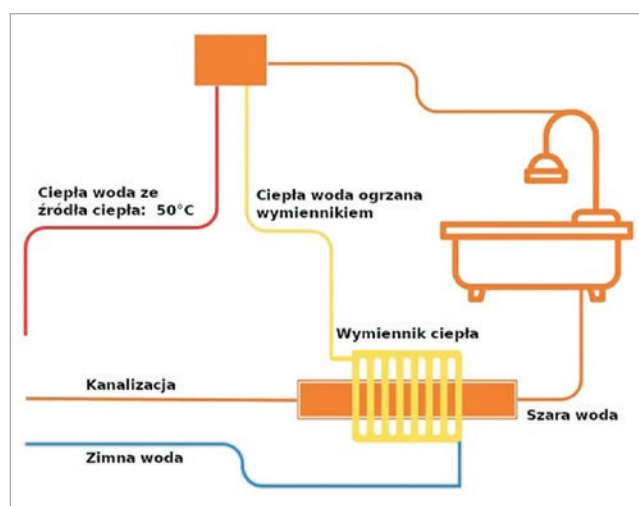 Ciepła woda ze
źródła ciepła: 50°C
Ciepła woda ogrzana
wymiennikiem
Wymiennik ciepła
Kanalizacja
Szara woda
Zimna woda